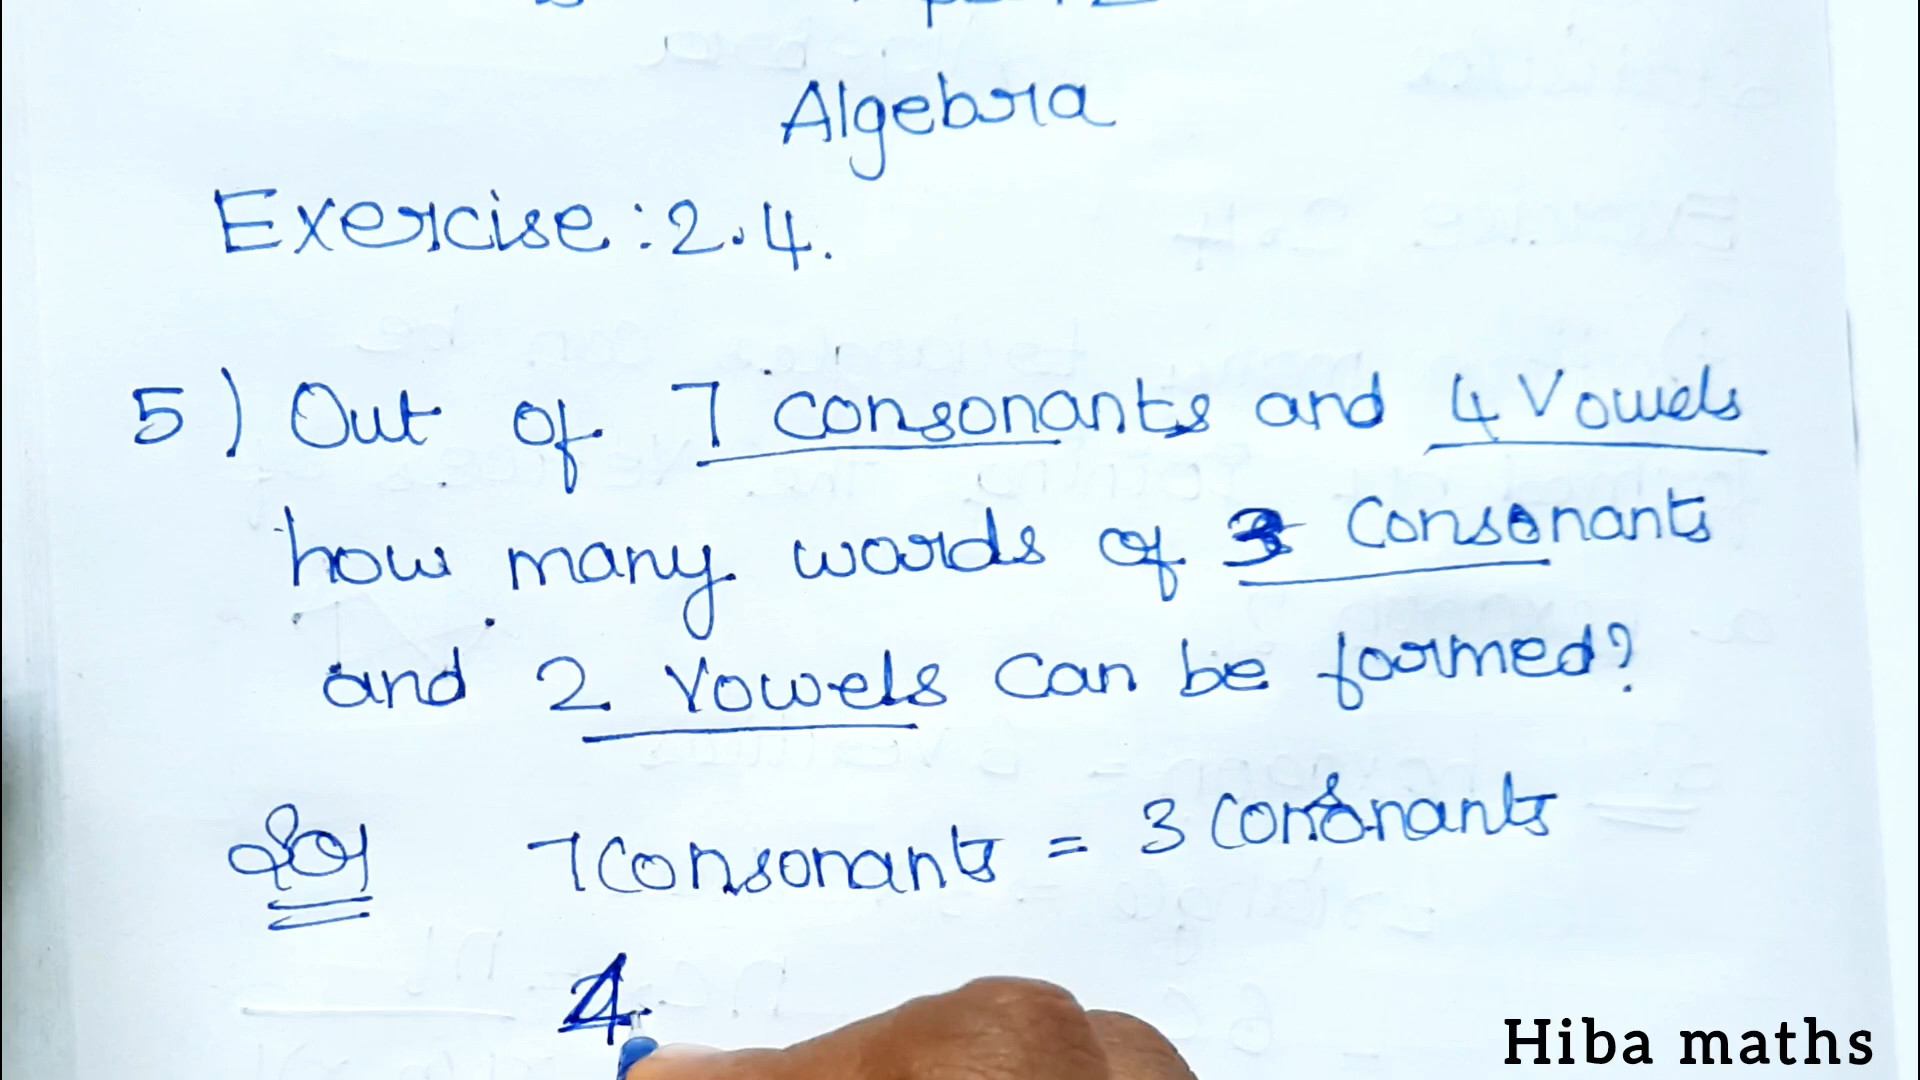 Algebra
Exercise : 2.4.
5) Out of 7 consonants and 4 Vowels
how many words of 3 consonants
and 2 vowels can be formed?
Sol 7 consonants = 3 consonants
4
Hiba maths